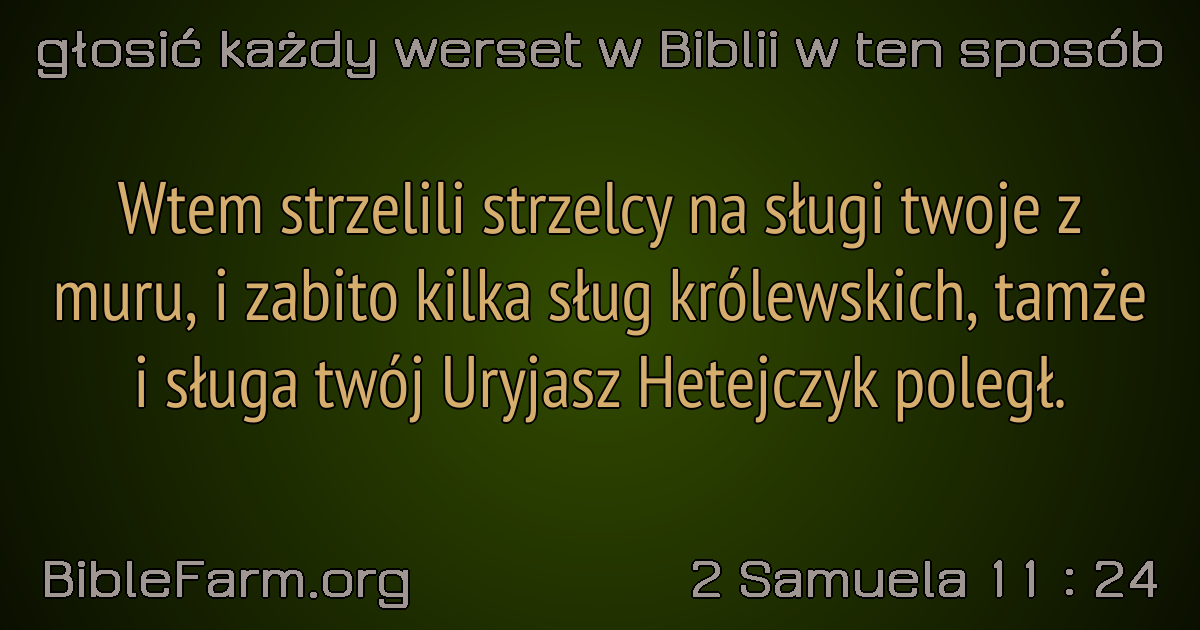 głosić każdy werset w Biblii w ten sposób
Wtem strzelili strzelcy na sługi twoje z
muru, i zabito kilka sług królewskich, tamże
i sługa twój Uryjasz Hetejczyk poległ.
BibleFarm.org
2 Samuela 11 : 24